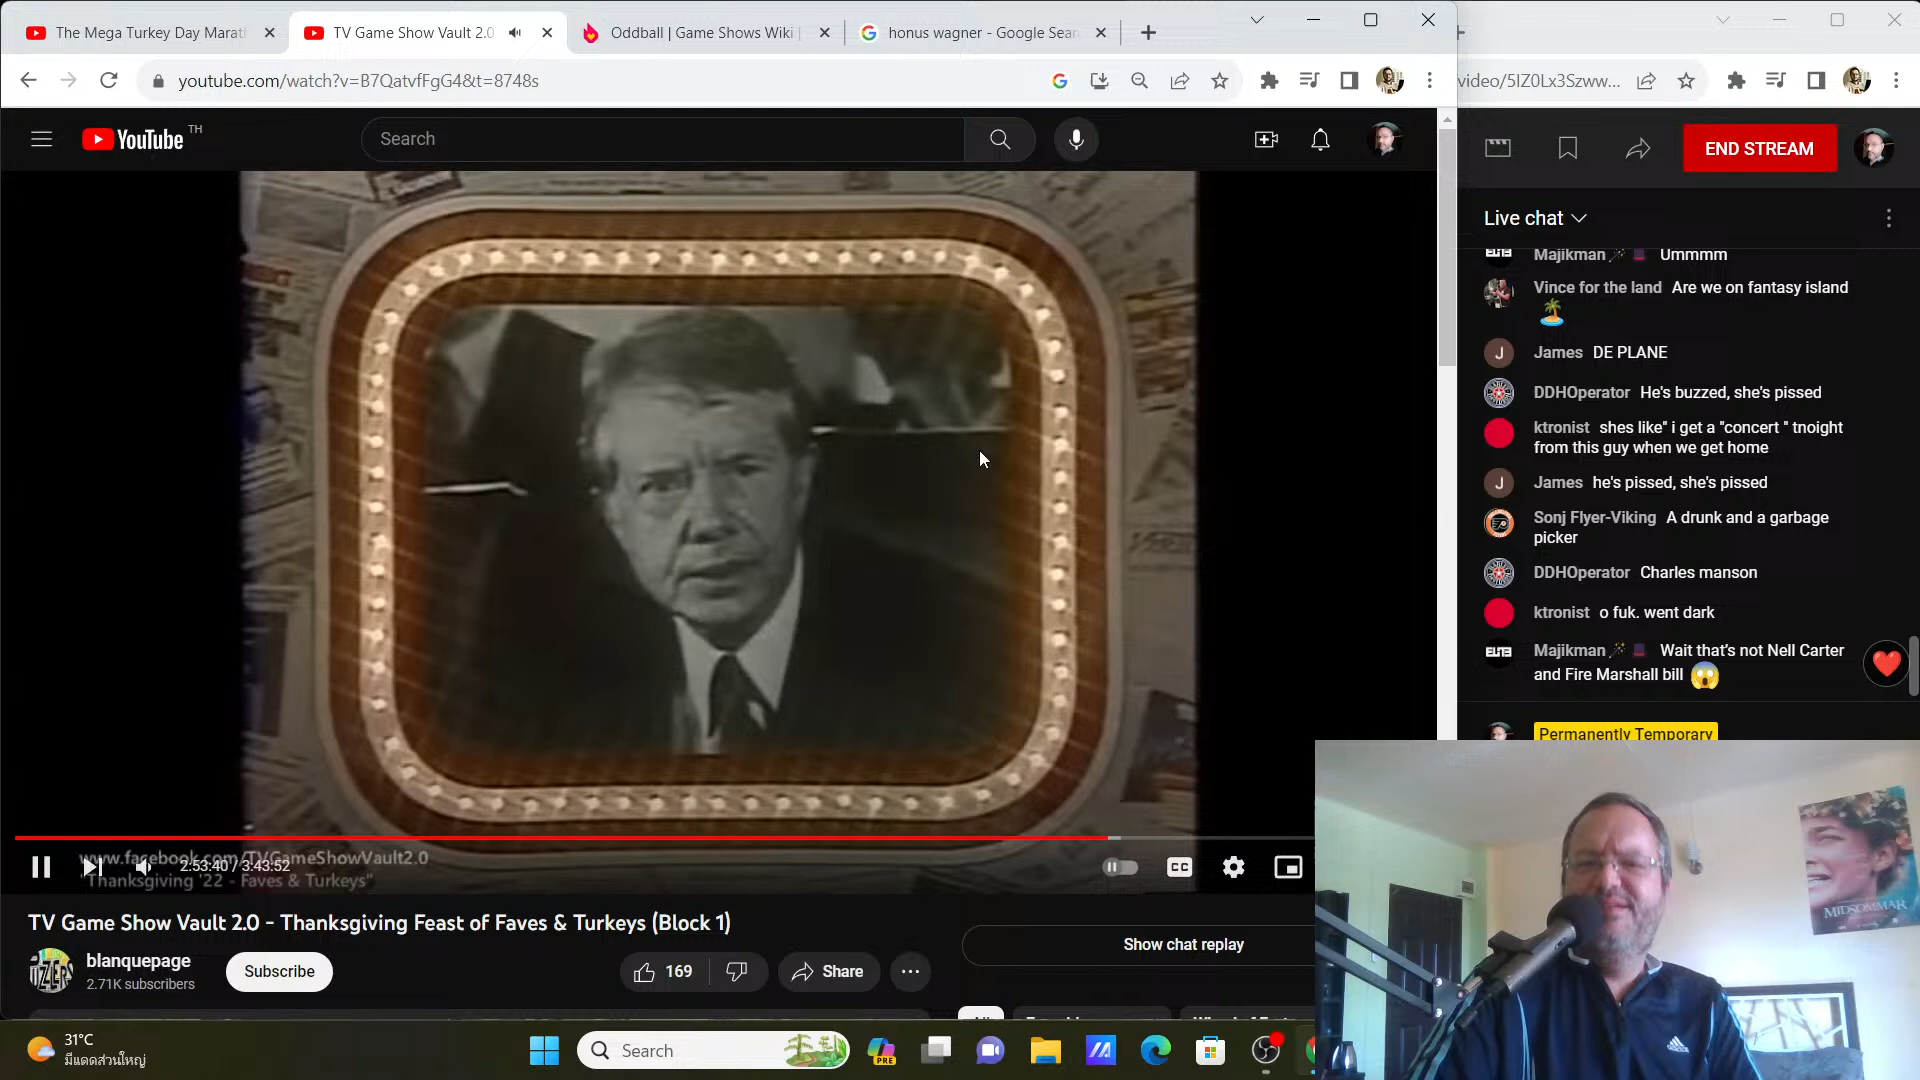 The Mega Turkey Day Marat
TV Game Show Vault 2.0
Oddball | Game Shows Wiki |
honus wagner - Google Sear
youtube.com/watch?v=B7QatvfFgG4&t=8748s
video/5IZ0Lx3Szww...
YouTube TH
Search
END STREAM
Live chat
Majikman Ummmm
Vince for the land Are we on fantasy island
James DE PLANE
DDHOperator He's buzzed, she's pissed
ktronist shes like" i get a "concert " tnoight
from this guy when we get home
James he's pissed, she's pissed
Sonj Flyer-Viking A drunk and a garbage
picker
DDHOperator Charles manson
ktronist o fuk. went dark
Majikman Wait that's not Nell Carter
and Fire Marshall bill
Permanently Temporary
www.facebook.com/TVGameShowVault2.0
2:53:40 / 3:43:52
"Thanksgiving '22 - Faves & Turkeys"
CC
TV Game Show Vault 2.0 - Thanksgiving Feast of Faves & Turkeys (Block 1)
blanquepage
2.71K subscribers
Subscribe
169
Share
Show chat replay
MIDSOMMAR
adidas
31°C
มีแดดส่วนใหญ่
Search
PRE